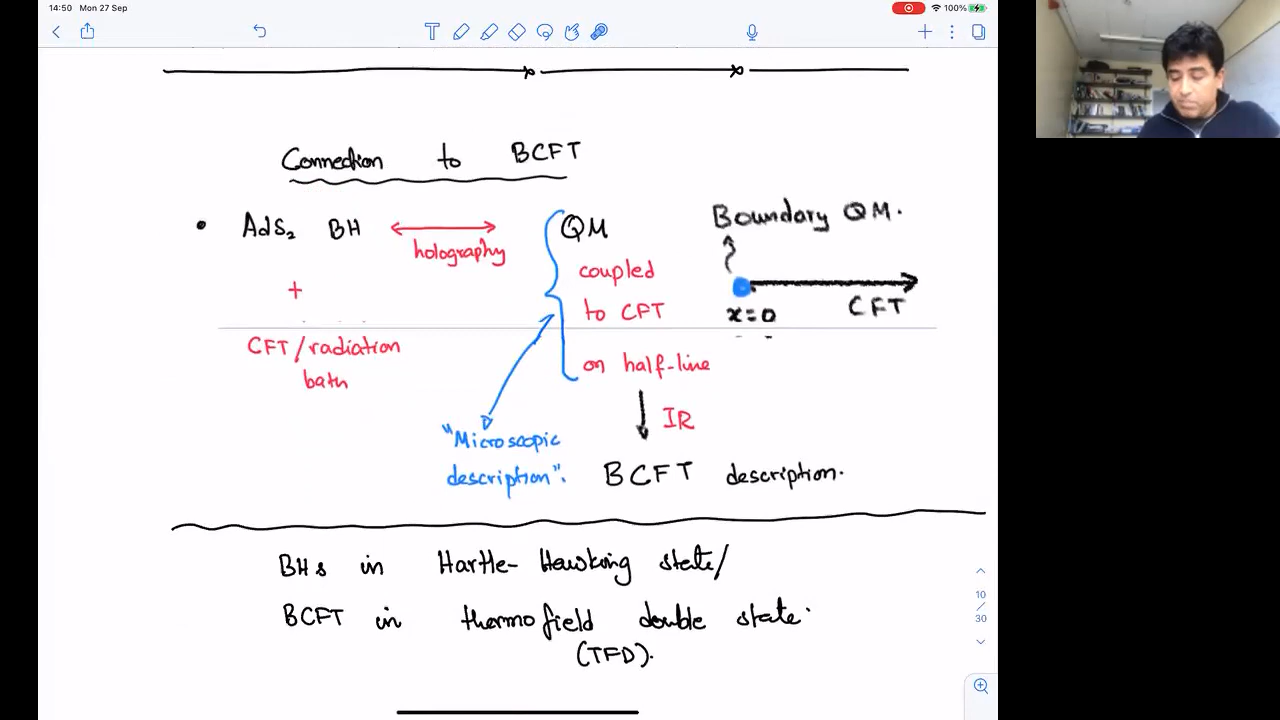 14:50 Mon 27 Sep
100%
Connection to BCFT
• AdS₂ BH
holography
+
CFT/radiation
bath
QM
coupled
to CFT
on half-line
Boundary QM.
x=0
CFT
IR
"Microscopic
description".
BCFT description.
BHs in Hartle-Hawking state/
BCFT in thermofield double state.
(TFD).
10
/
30